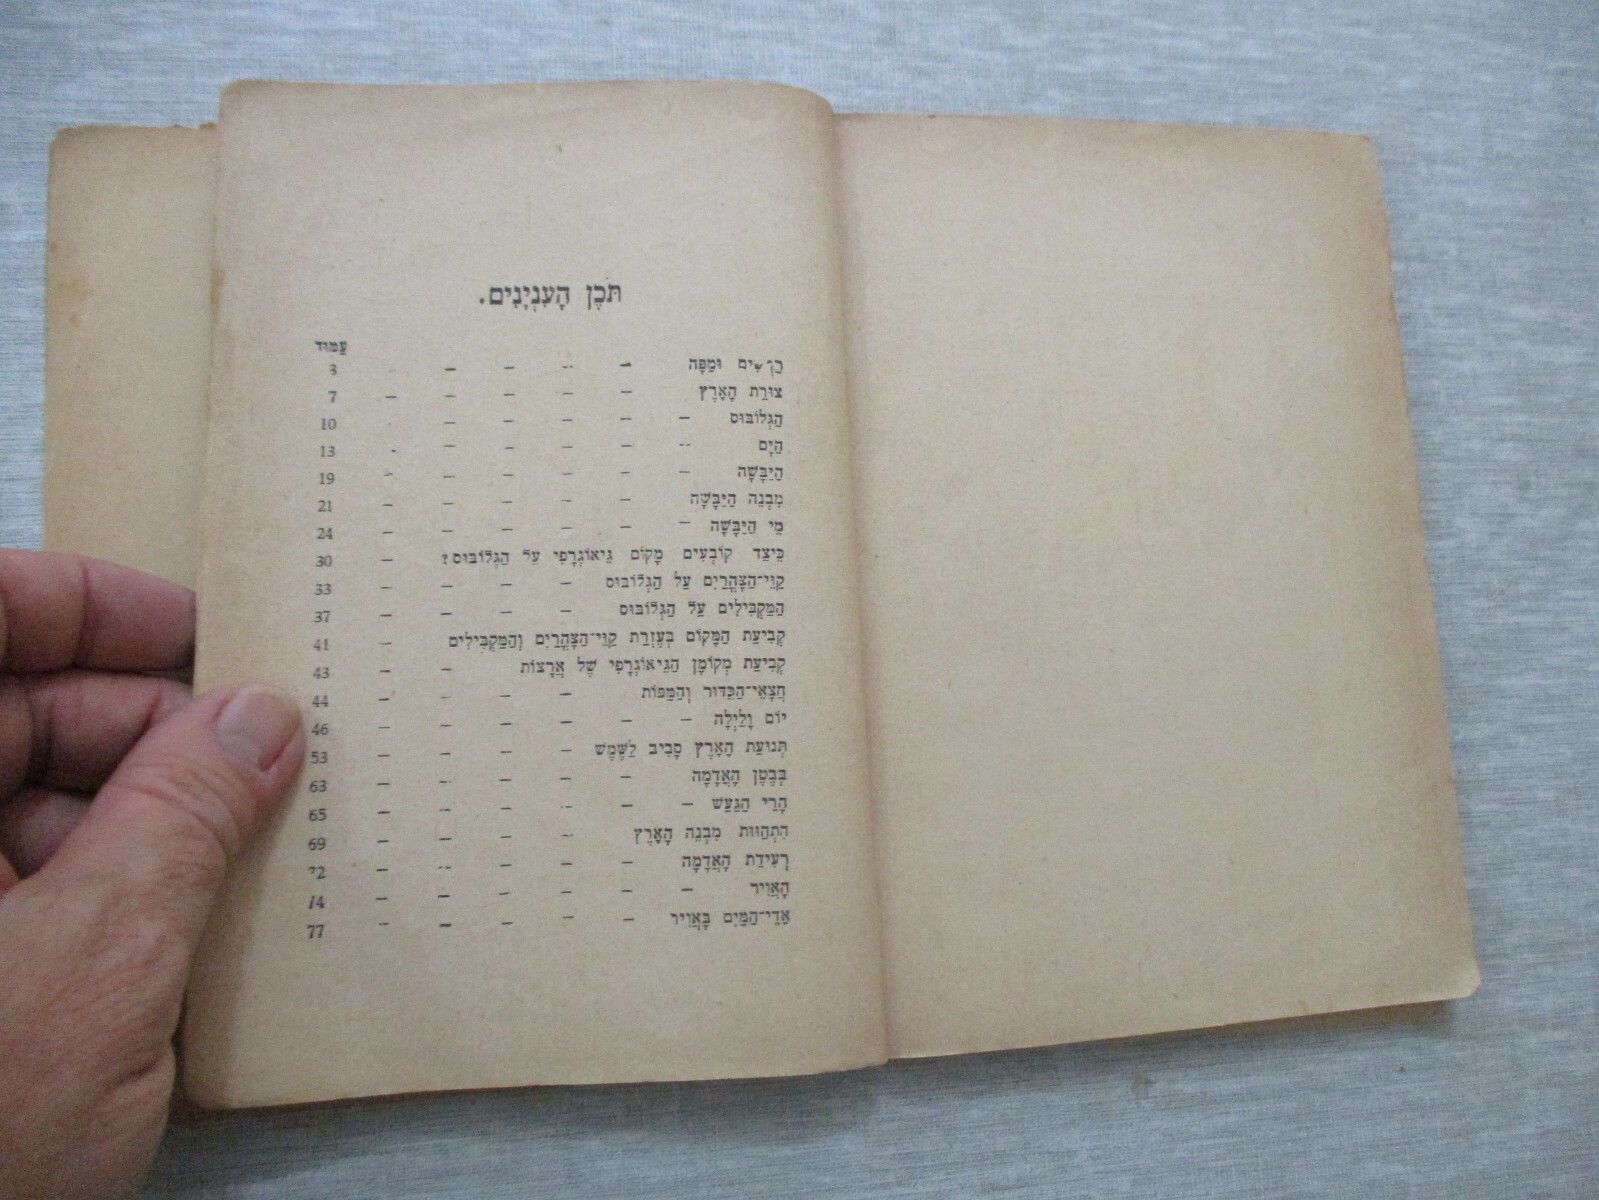 תֹּכֶן הָעִנְיָנִים.
עַמּוּד
וּמַפָּה – – – – 3
צוּרַת הָאָרֶץ – – – – – 7
הַגְּלוֹבּוּס – – – – – 10
הַיָּם – – – – – - 13
הַיַּבָּשָׁה – – – – – - 19
מִבְנֵה הַיַּבָּשָׁה – – – – – 21
מֵי הַיַּבָּשָׁה – – – – – – 24
כֵּיצַד קוֹבְעִים מָקוֹם גֵּיאוֹגְרָפִי עַל הַגְּלוֹבּוּס? – 30
קַוֵּי־הַצָּהֳרַיִם עַל הַגְּלוֹבּוּס – – – – 33
הַמַּקְבִּילִים עַל הַגְּלוֹבּוּס – – – – 37
קְבִיעַת הַמָּקוֹם בְּעֶזְרַת קַוֵּי־הַצָּהֳרַיִם וְהַמַּקְבִּילִים – 41
קְבִיעַת מְקוֹמָן הַגֵּיאוֹגְרָפִי שֶׁל אֲרָצוֹת – – 43
חֲצָאֵי־הַכַּדּוּר וְהַמַּפּוֹת – – – – 44
יוֹם וָלַיְלָה – – – – – – 46
תְּנוּעַת הָאָרֶץ סָבִיב לַשֶּׁמֶשׁ – – – – 53
בְּבֶטֶן הָאֲדָמָה – – – – – 63
הָרֵי הַגַּעַשׁ – – – – – – 65
הִתְהַוּוּת מִבְנֵה הָאָרֶץ – – – – 69
רְעִידַת הָאֲדָמָה – – – – – 72
הָאֲוִיר – – – – – – 74
אֵדֵי־הַמַּיִם בָּאֲוִיר – – – – – 77